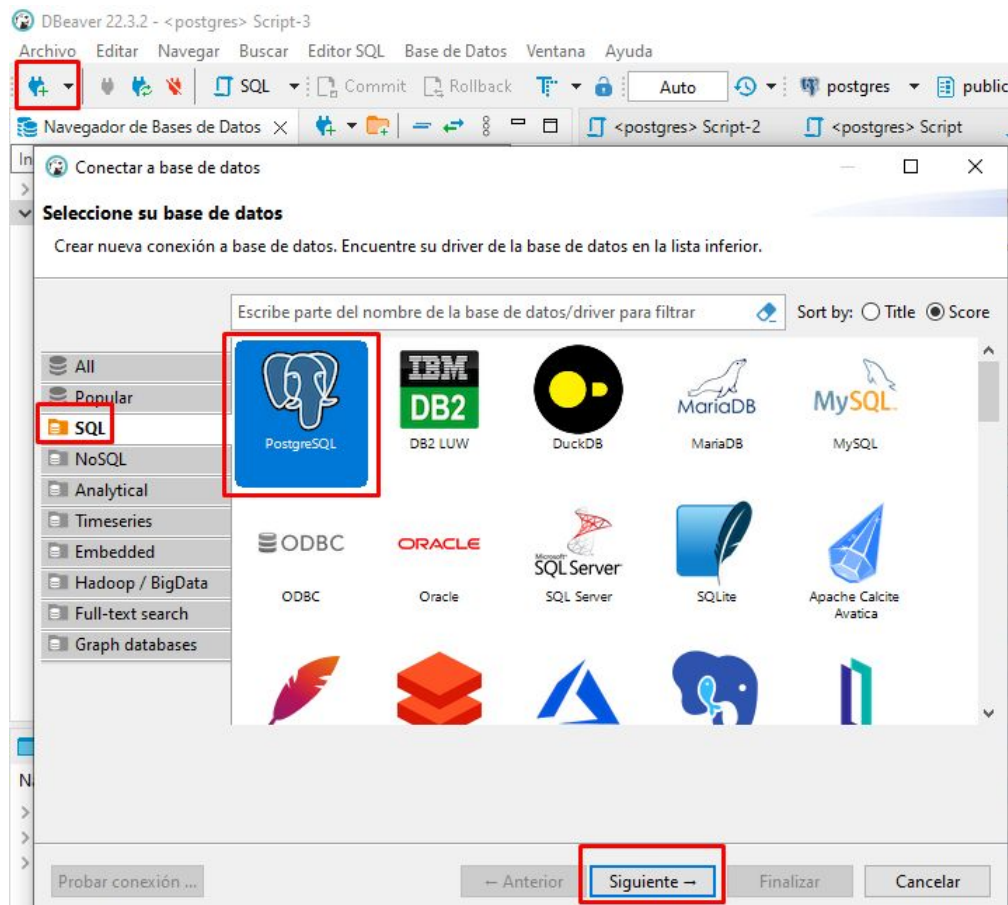 DBeaver 22.3.2 - <postgres> Script-3
Archivo Editar Navegar Buscar Editor SQL Base de Datos Ventana Ayuda
SQL Commit Rollback Auto postgres public
Navegador de Bases de Datos <postgres> Script-2 <postgres> Script
In
Conectar a base de datos
Seleccione su base de datos
Crear nueva conexión a base de datos. Encuentre su driver de la base de datos en la lista inferior.
Escribe parte del nombre de la base de datos/driver para filtrar Sort by: Title Score
All
Popular
SQL
NoSQL
Analytical
Timeseries
Embedded
Hadoop / BigData
Full-text search
Graph databases
IBM
DB2
MariaDB
MySQL
PostgreSQL DB2 LUW DuckDB MariaDB MySQL
ODBC ORACLE Microsoft SQL Server
ODBC Oracle SQL Server SQLite Apache Calcite
Avatica
N
Probar conexión ... ← Anterior Siguiente → Finalizar Cancelar